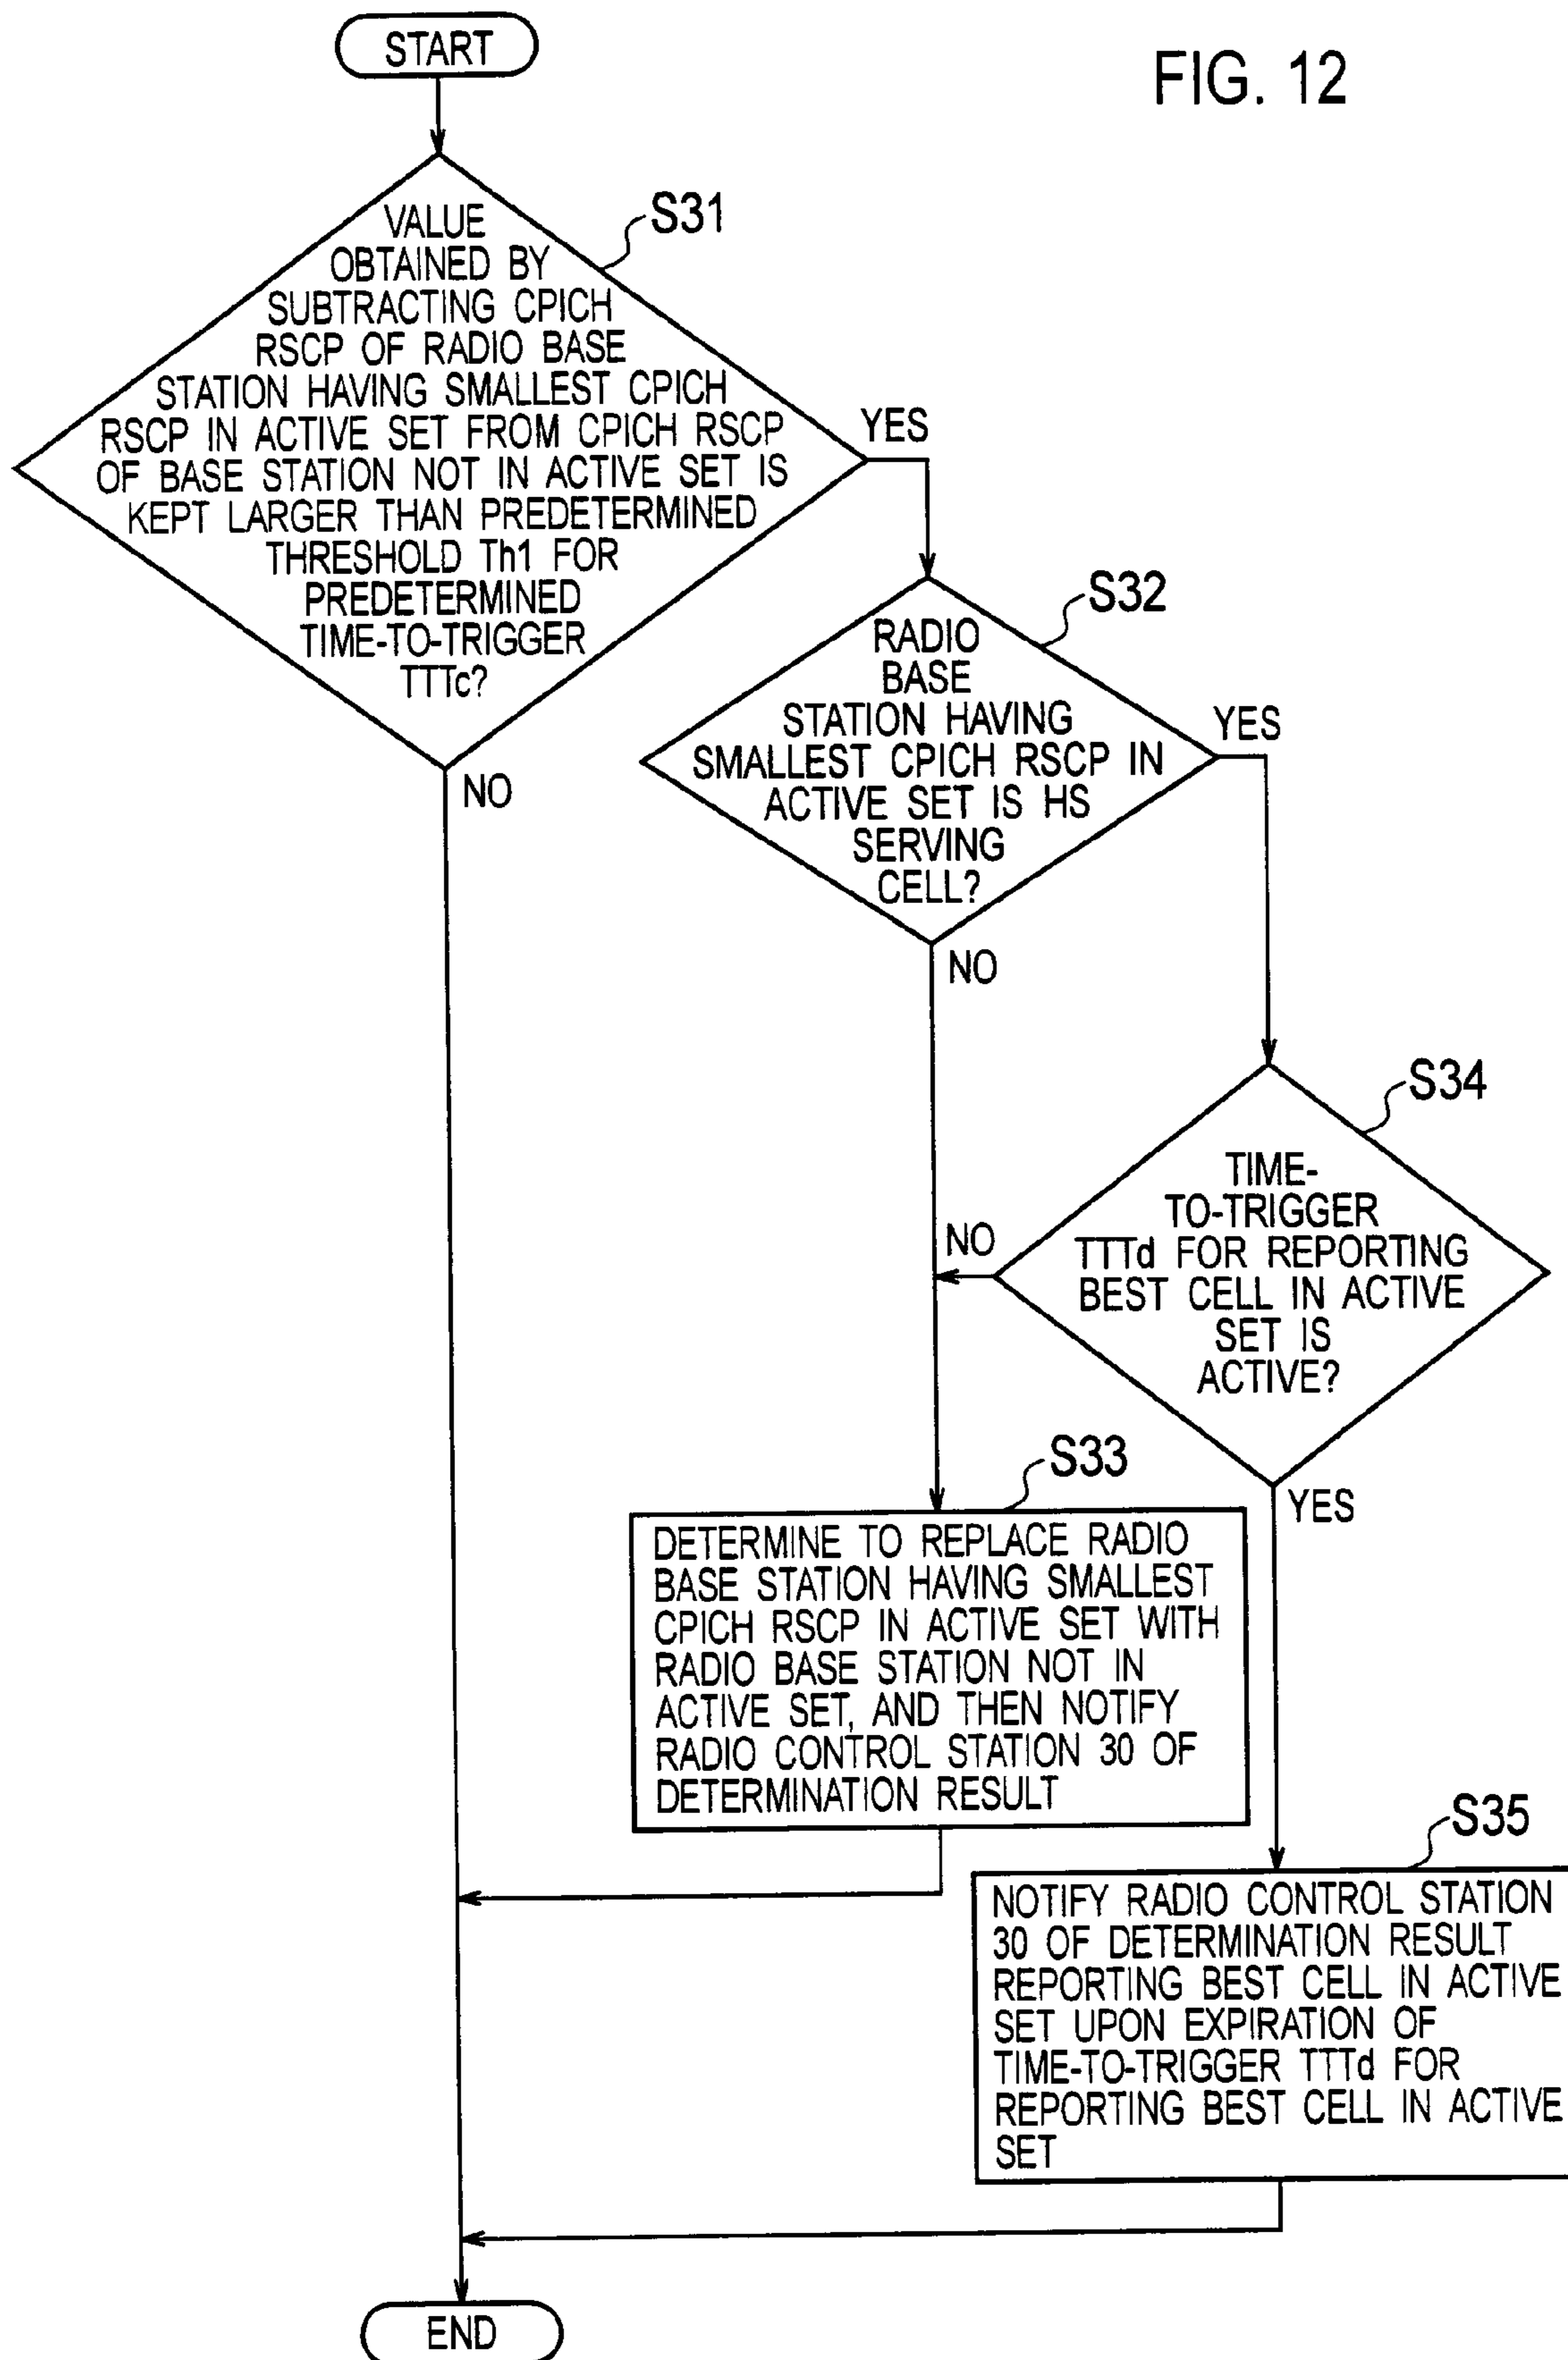 START
FIG. 12
S31
VALUE
OBTAINED BY
SUBTRACTING CPICH
RSCP OF RADIO BASE
STATION HAVING SMALLEST CPICH
RSCP IN ACTIVE SET FROM CPICH RSCP
OF BASE STATION NOT IN ACTIVE SET IS
KEPT LARGER THAN PREDETERMINED
THRESHOLD Th1 FOR
PREDETERMINED
TIME-TO-TRIGGER
TTTc?
YES
NO
S32
RADIO
BASE
STATION HAVING
SMALLEST CPICH RSCP IN
ACTIVE SET IS HS
SERVING
CELL?
YES
NO
S34
TIME-
TO-TRIGGER
TTTd FOR REPORTING
BEST CELL IN ACTIVE
SET IS
ACTIVE?
NO
YES
S33
DETERMINE TO REPLACE RADIO
BASE STATION HAVING SMALLEST
CPICH RSCP IN ACTIVE SET WITH
RADIO BASE STATION NOT IN
ACTIVE SET, AND THEN NOTIFY
RADIO CONTROL STATION 30 OF
DETERMINATION RESULT
S35
NOTIFY RADIO CONTROL STATION
30 OF DETERMINATION RESULT
REPORTING BEST CELL IN ACTIVE
SET UPON EXPIRATION OF
TIME-TO-TRIGGER TTTd FOR
REPORTING BEST CELL IN ACTIVE
SET
END